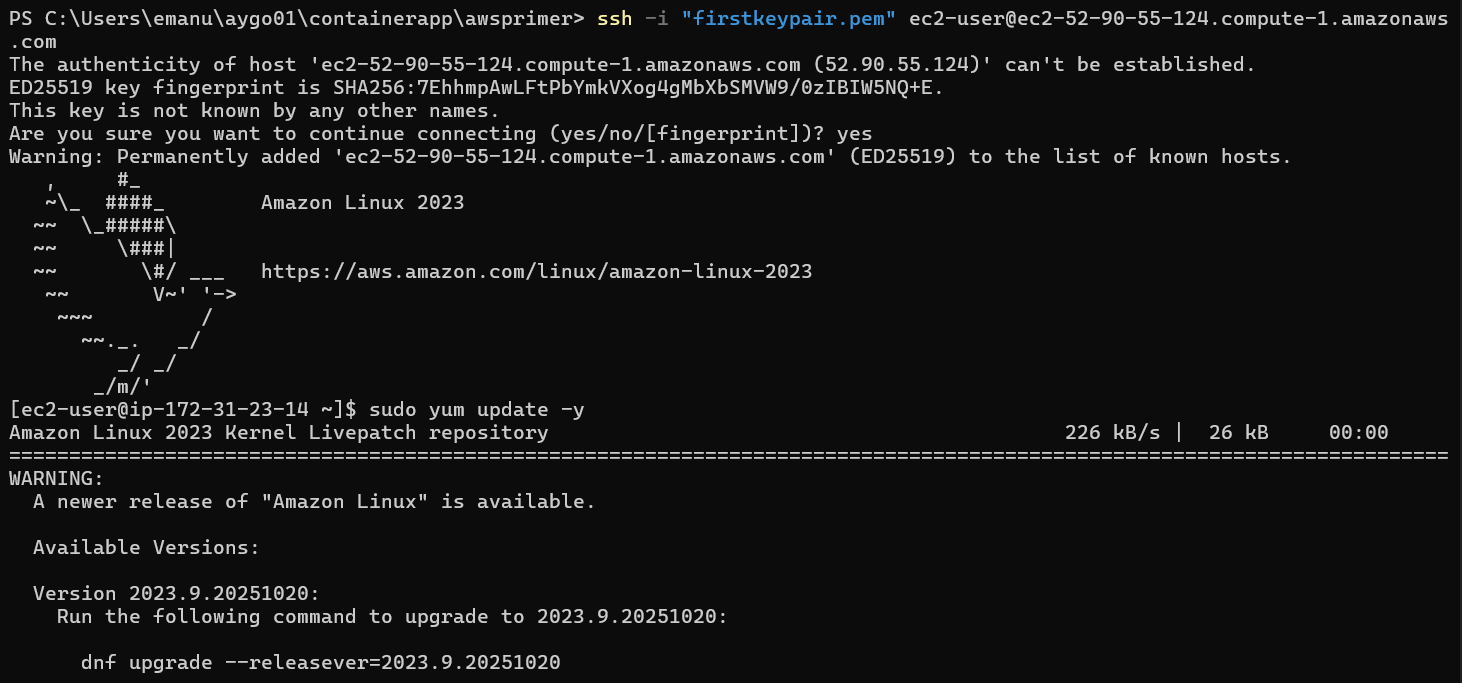 PS C:\Users\emanu\aygo01\containerapp\awsprimer> ssh -i "firstkeypair.pem" ec2-user@ec2-52-90-55-124.compute-1.amazonaws
.com
The authenticity of host 'ec2-52-90-55-124.compute-1.amazonaws.com (52.90.55.124)' can't be established.
ED25519 key fingerprint is SHA256:7EhhmpAwLFtPbYmkVXog4gMbXbSMVW9/0zIBIW5NQ+E.
This key is not known by any other names.
Are you sure you want to continue connecting (yes/no/[fingerprint])? yes
Warning: Permanently added 'ec2-52-90-55-124.compute-1.amazonaws.com' (ED25519) to the list of known hosts.
   ,     #_
   ~\_  ####_        Amazon Linux 2023
  ~~  \_#####\
  ~~     \###|
  ~~       \#/ ___   https://aws.amazon.com/linux/amazon-linux-2023
   ~~       V~' '->
    ~~~         /
      ~~._.   _/
         _/ _/
       _/m/'
[ec2-user@ip-172-31-23-14 ~]$ sudo yum update -y
Amazon Linux 2023 Kernel Livepatch repository                                           226 kB/s |  26 kB     00:00
========================================================================================================================
WARNING:
  A newer release of "Amazon Linux" is available.

  Available Versions:

  Version 2023.9.20251020:
    Run the following command to upgrade to 2023.9.20251020:

      dnf upgrade --releasever=2023.9.20251020